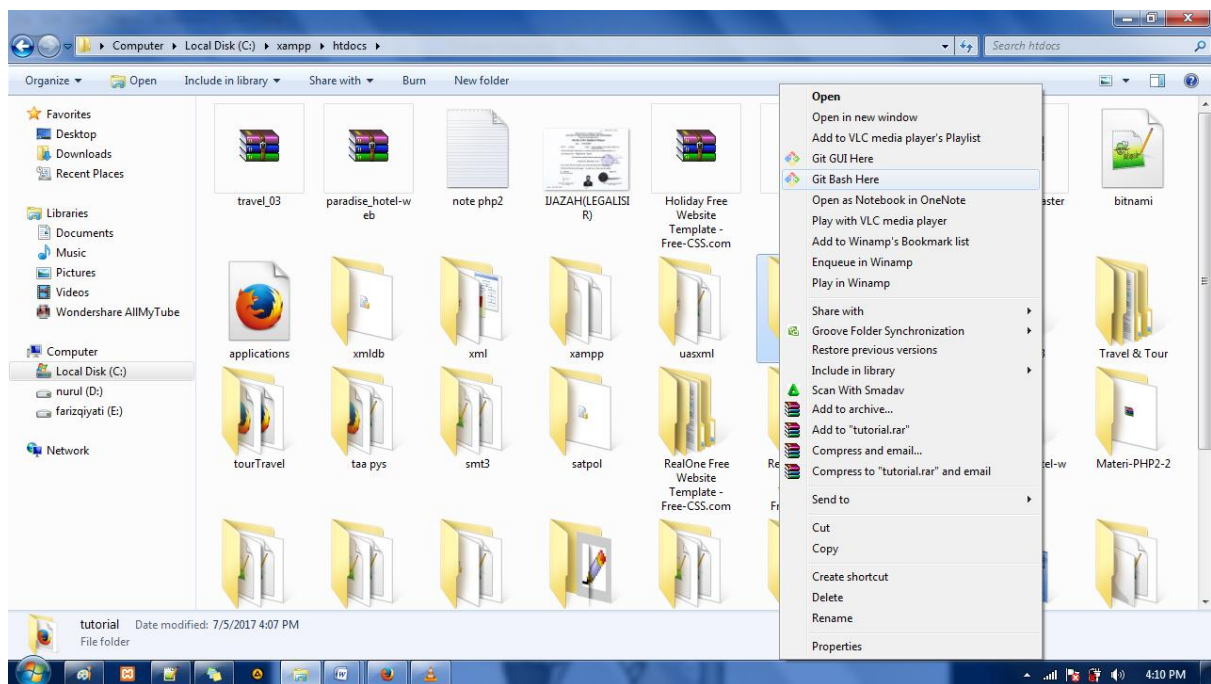 Computer ▸ Local Disk (C:) ▸ xampp ▸ htdocs ▸
Search htdocs
Organize Open Include in library Share with Burn New folder
Favorites
Desktop
Downloads
Recent Places
Libraries
Documents
Music
Pictures
Videos
Wondershare AllMyTube
Computer
Local Disk (C:)
nurul (D:)
farizqiyati (E:)
Network
travel_03
paradise_hotel-w
eb
note php2
IJAZAH(LEGALISI
R)
Holiday Free
Website
Template -
Free-CSS.com
bitnami
applications
xmldb
xml
xampp
uasxml
Travel & Tour
tourTravel
taa pys
smt3
satpol
RealOne Free
Website
Template -
Free-CSS.com
Materi-PHP2-2
Open
Open in new window
Add to VLC media player's Playlist
Git GUI Here
Git Bash Here
Open as Notebook in OneNote
Play with VLC media player
Add to Winamp's Bookmark list
Enqueue in Winamp
Play in Winamp
Share with
Groove Folder Synchronization
Restore previous versions
Include in library
Scan With Smadav
Add to archive...
Add to "tutorial.rar"
Compress and email...
Compress to "tutorial.rar" and email
Send to
Cut
Copy
Create shortcut
Delete
Rename
Properties
tutorial Date modified: 7/5/2017 4:07 PM
File folder
4:10 PM